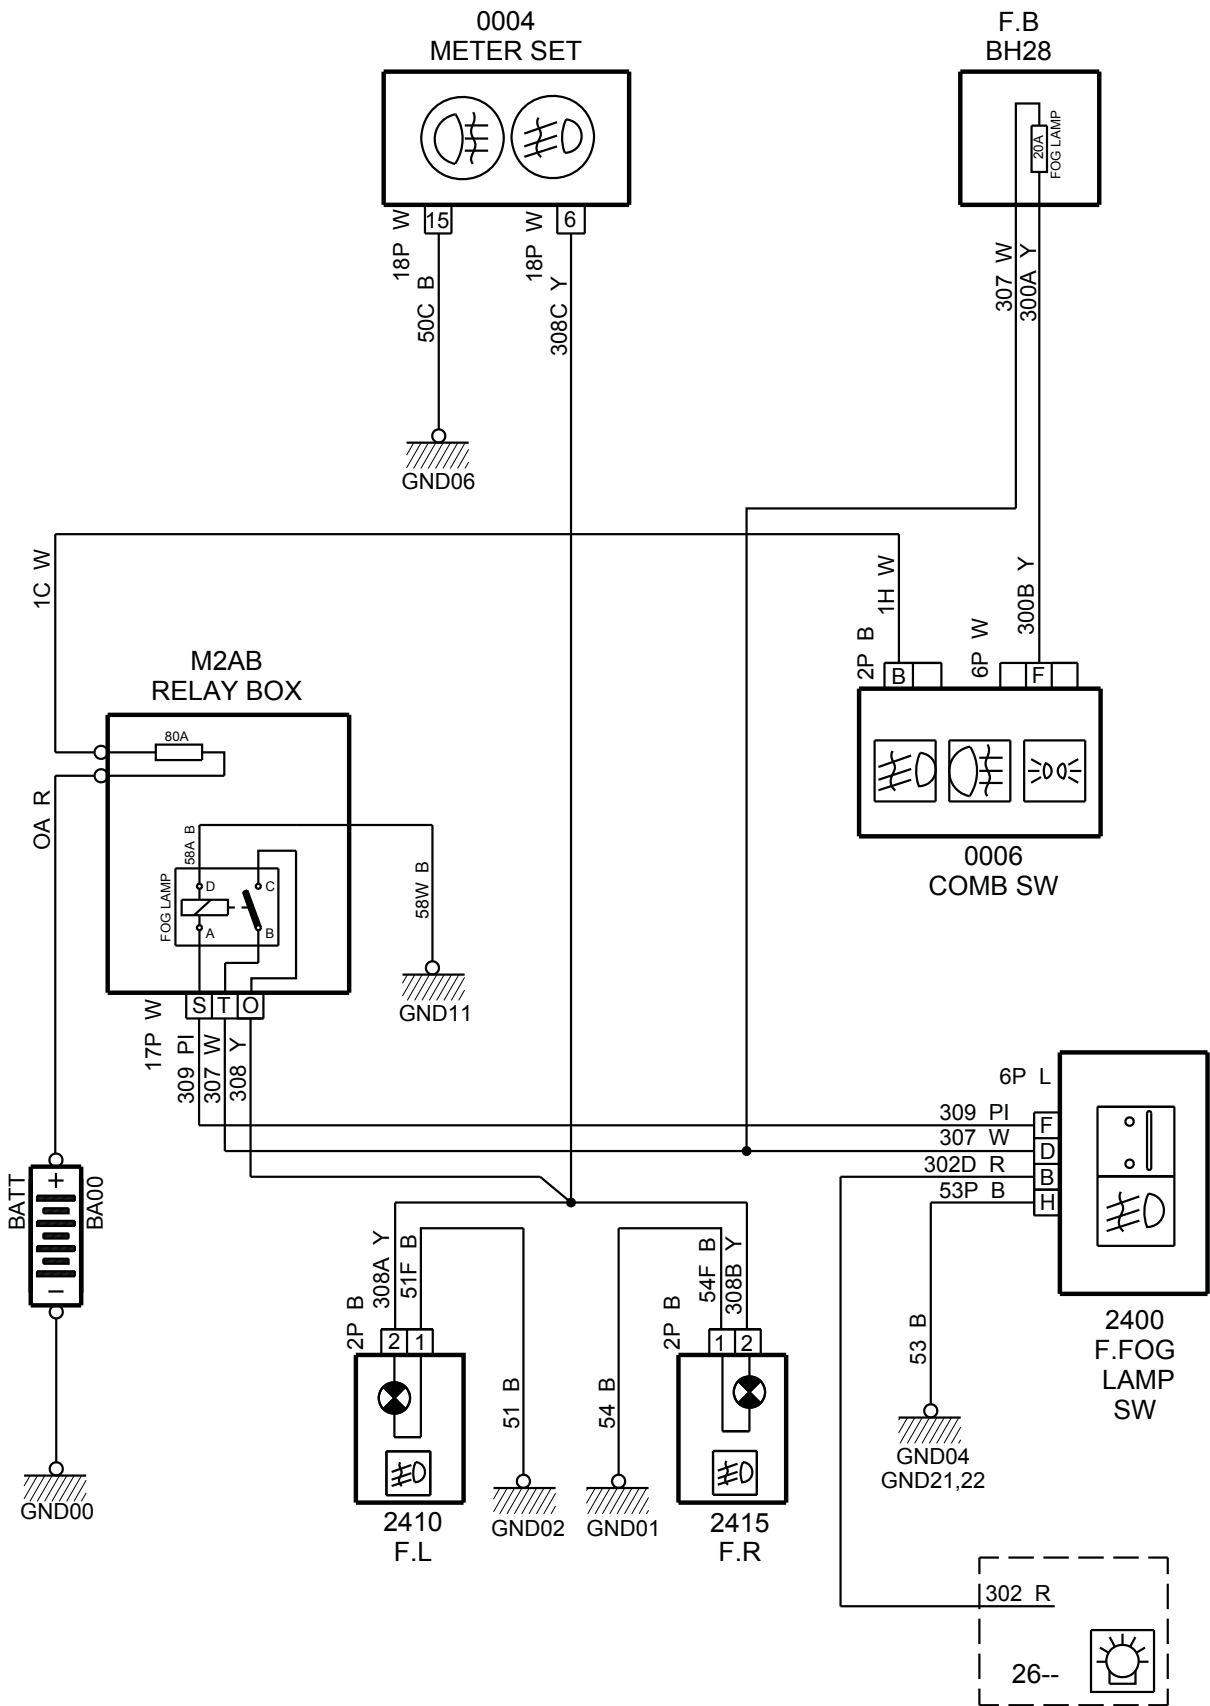 0004
METER SET
F.B
BH28
20A
FOG LAMP
15
6
18P W
18P W
50C B
308C Y
307 W
300A Y
GND06
1C W
1H W
300B Y
2P B
6P W
B
F
M2AB
RELAY BOX
80A
OA R
58A B
FOG LAMP
D
C
A
B
58W B
0006
COMB SW
GND11
17P W
S
T
O
309 PI
307 W
308 Y
6P L
309 PI
F
307 W
D
302D R
B
53P B
H
BATT
+
−
BA00
308A Y
51F B
54F B
308B Y
2P B
2
1
2P B
1
2
51 B
54 B
53 B
2400
F.FOG
LAMP
SW
GND04
GND21,22
GND00
2410
F.L
GND02
GND01
2415
F.R
302 R
26--